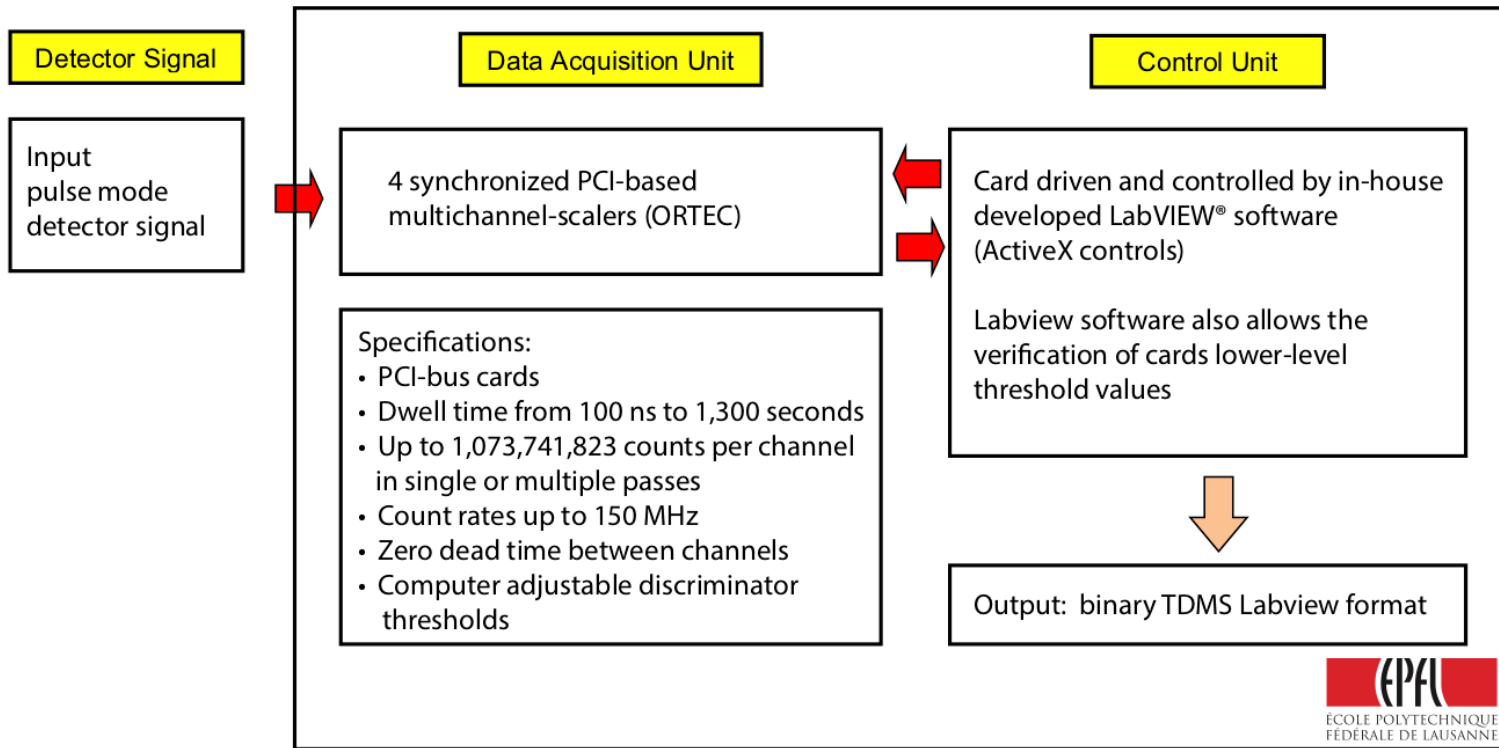 Detector Signal
Data Acquisition Unit
Control Unit
Input
pulse mode
detector signal
4 synchronized PCI-based
multichannel-scalers (ORTEC)
Card driven and controlled by in-house
developed LabVIEW® software
(ActiveX controls)
Labview software also allows the
verification of cards lower-level
threshold values
Specifications:
• PCI-bus cards
• Dwell time from 100 ns to 1,300 seconds
• Up to 1,073,741,823 counts per channel
in single or multiple passes
• Count rates up to 150 MHz
• Zero dead time between channels
• Computer adjustable discriminator
thresholds
Output: binary TDMS Labview format
EPFL
ÉCOLE POLYTECHNIQUE
FÉDÉRALE DE LAUSANNE